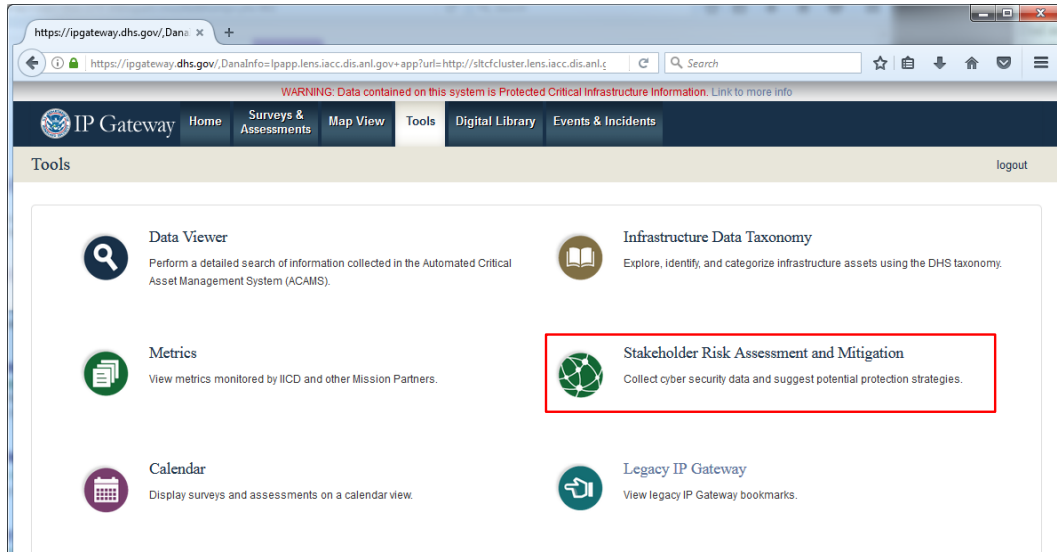 https://ipgateway.dhs.gov/,Dana
https://ipgateway.dhs.gov/,DanaInfo=lpapp.lens.iacc.dis.anl.gov+app?url=http://sltcfcluster.lens.iacc.dis.anl.g
Search
WARNING: Data contained on this system is Protected Critical Infrastructure Information. Link to more info
IP Gateway Home Surveys & Assessments Map View Tools Digital Library Events & Incidents
Tools logout
Data Viewer
Perform a detailed search of information collected in the Automated Critical
Asset Management System (ACAMS).
Infrastructure Data Taxonomy
Explore, identify, and categorize infrastructure assets using the DHS taxonomy.
Metrics
View metrics monitored by IICD and other Mission Partners.
Stakeholder Risk Assessment and Mitigation
Collect cyber security data and suggest potential protection strategies.
Calendar
Display surveys and assessments on a calendar view.
Legacy IP Gateway
View legacy IP Gateway bookmarks.